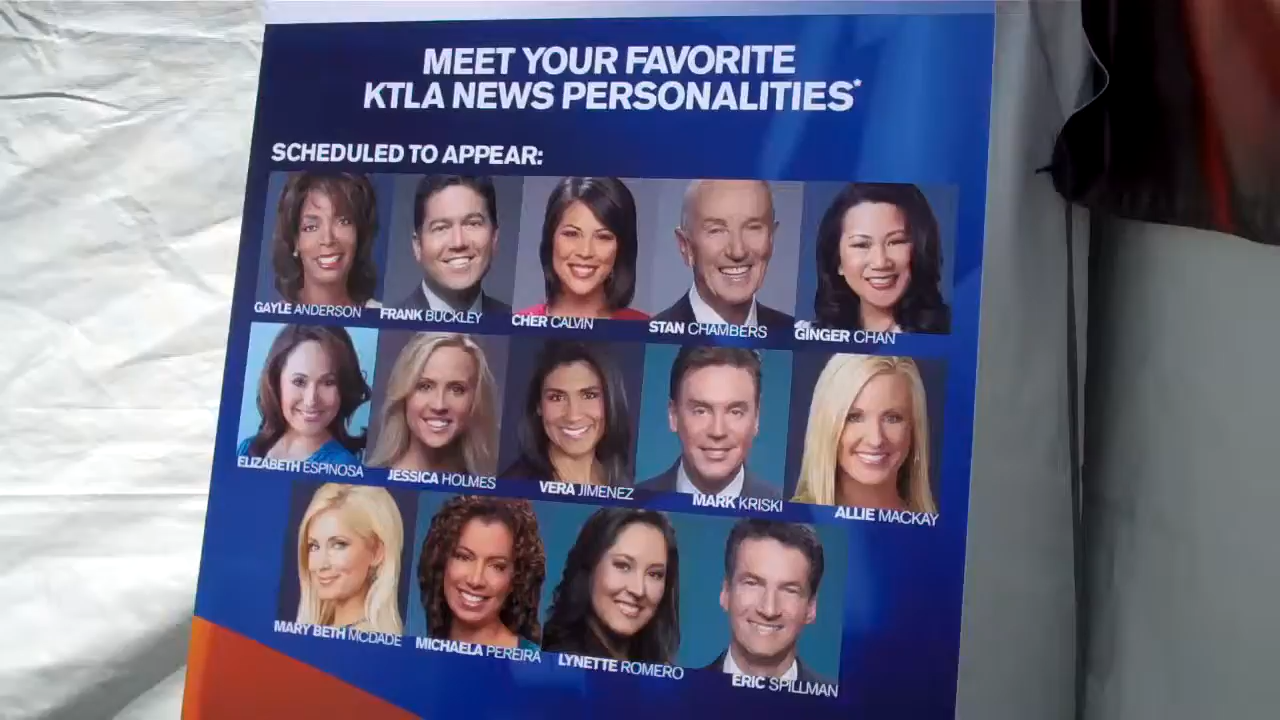 MEET YOUR FAVORITE
KTLA NEWS PERSONALITIES*
SCHEDULED TO APPEAR:
GAYLE ANDERSON FRANK BUCKLEY CHER CALVIN STAN CHAMBERS GINGER CHAN
ELIZABETH ESPINOSA JESSICA HOLMES VERA JIMENEZ MARK KRISKI ALLIE MACKAY
MARY BETH MCDADE MICHAELA PEREIRA LYNETTE ROMERO ERIC SPILLMAN